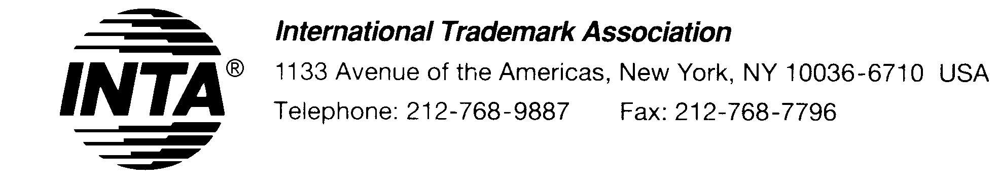 INTA®
International Trademark Association
1133 Avenue of the Americas, New York, NY 10036-6710 USA
Telephone: 212-768-9887 Fax: 212-768-7796